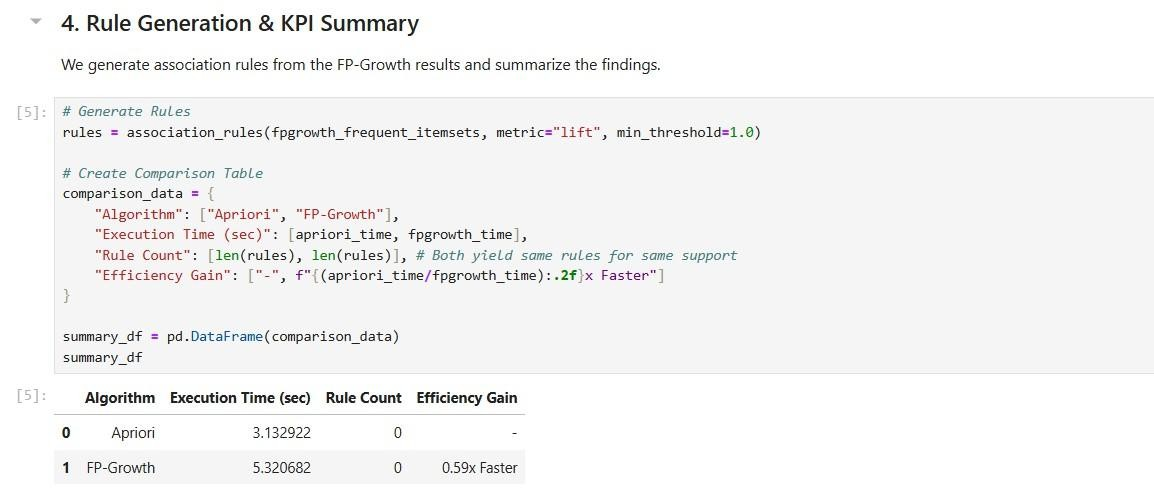 4. Rule Generation & KPI Summary
We generate association rules from the FP-Growth results and summarize the findings.
[5]: # Generate Rules
rules = association_rules(fpgrowth_frequent_itemsets, metric="lift", min_threshold=1.0)
# Create Comparison Table
comparison_data = {
"Algorithm": ["Apriori", "FP-Growth"],
"Execution Time (sec)": [apriori_time, fpgrowth_time],
"Rule Count": [len(rules), len(rules)], # Both yield same rules for same support
"Efficiency Gain": ["-", f"{(apriori_time/fpgrowth_time):.2f}x Faster"]
}
summary_df = pd.DataFrame(comparison_data)
summary_df
[5]: Algorithm Execution Time (sec) Rule Count Efficiency Gain
0 Apriori 3.132922 0 -
1 FP-Growth 5.320682 0 0.59x Faster